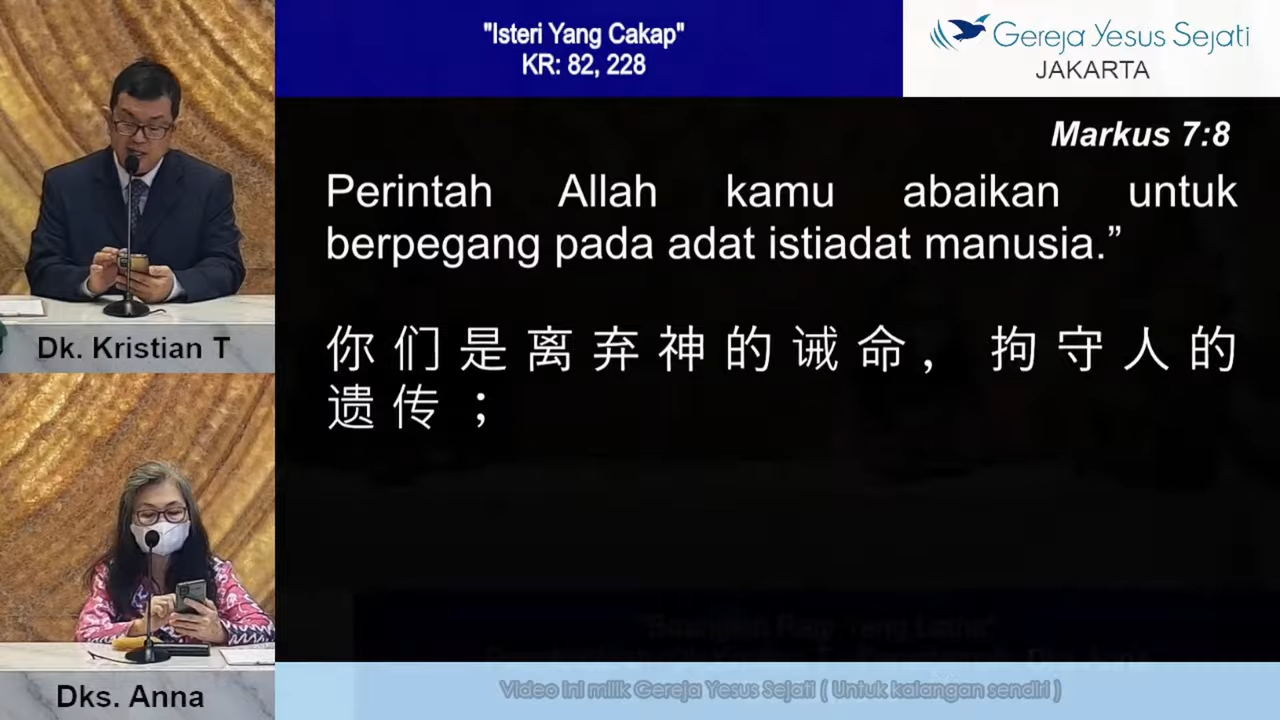 "Isteri Yang Cakap"
KR: 82, 228
Gereja Yesus Sejati
JAKARTA
Markus 7:8
Perintah Allah kamu abaikan untuk
berpegang pada adat istiadat manusia.”
你们是离弃神的诫命，拘守人的
遗传；
Dk. Kristian T
Dks. Anna
Video ini milik Gereja Yesus Sejati ( Untuk kalangan sendiri )